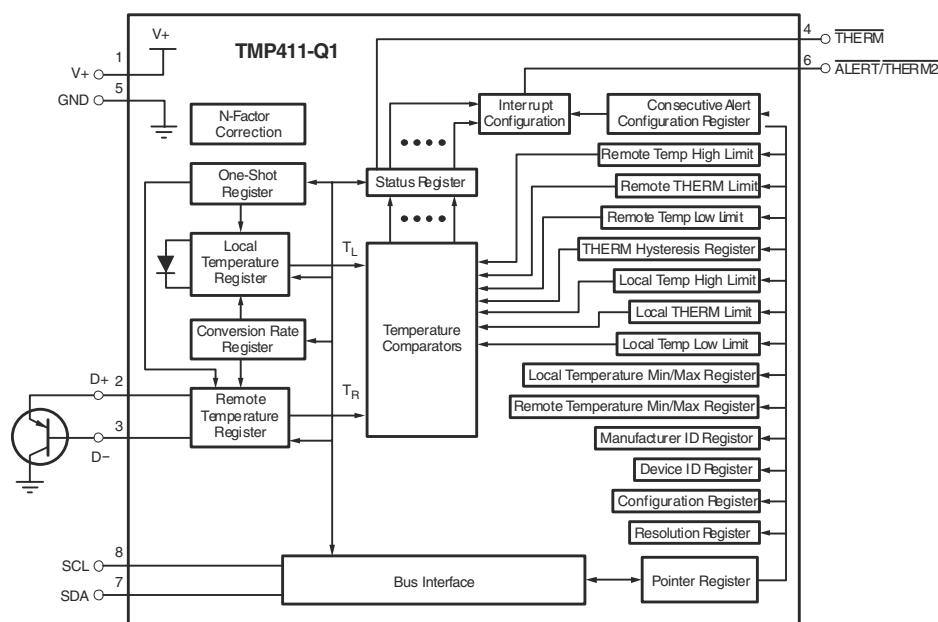 V+
TMP411-Q1
4
THERM
6
ALERT/THERM2
1
V+
5
GND
N-Factor
Correction
Interrupt
Configuration
Consecutive Alert
Configuration Register
One-Shot
Register
Status Register
Remote Temp High Limit
Remote THERM Limit
Remote Temp Low Limit
THERM Hysteresis Register
Local Temp High Limit
Local THERM Limit
Local Temp Low Limit
Local Temperature Min/Max Register
Remote Temperature Min/Max Register
Manufacturer ID Registor
Device ID Register
Configuration Register
Resolution Register
Local
Temperature
Register
TL
Temperature
Comparators
Conversion Rate
Register
D+
2
TR
Remote
Temperature
Register
3
D−
8
SCL
7
SDA
Bus Interface
Pointer Register